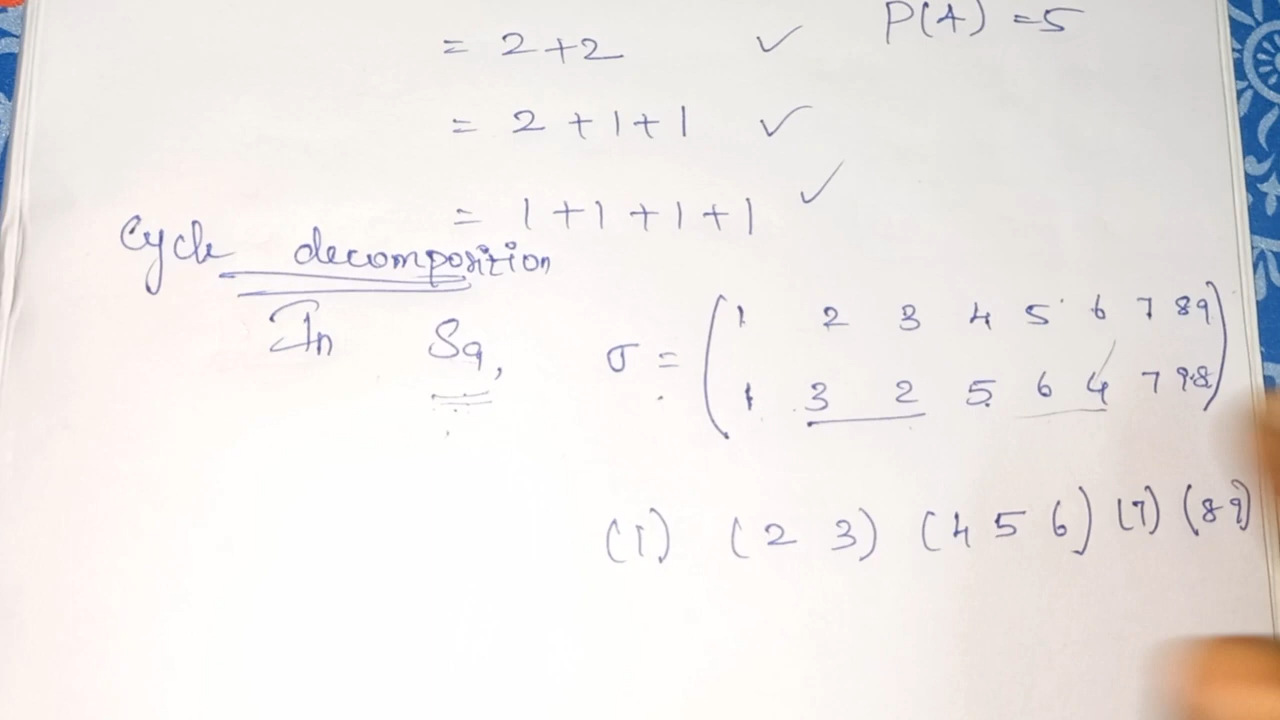 = 2+2 ✓ P(4) = 5
= 2 + 1 + 1 ✓
= 1 + 1 + 1 + 1 ✓
Cycle decomposition
In S9, σ = ( 1 2 3 4 5 6 7 8 9 )
( 1 3 2 5 6 4 7 9 8 )
(1) (2 3) (4 5 6) (7) (8 9)